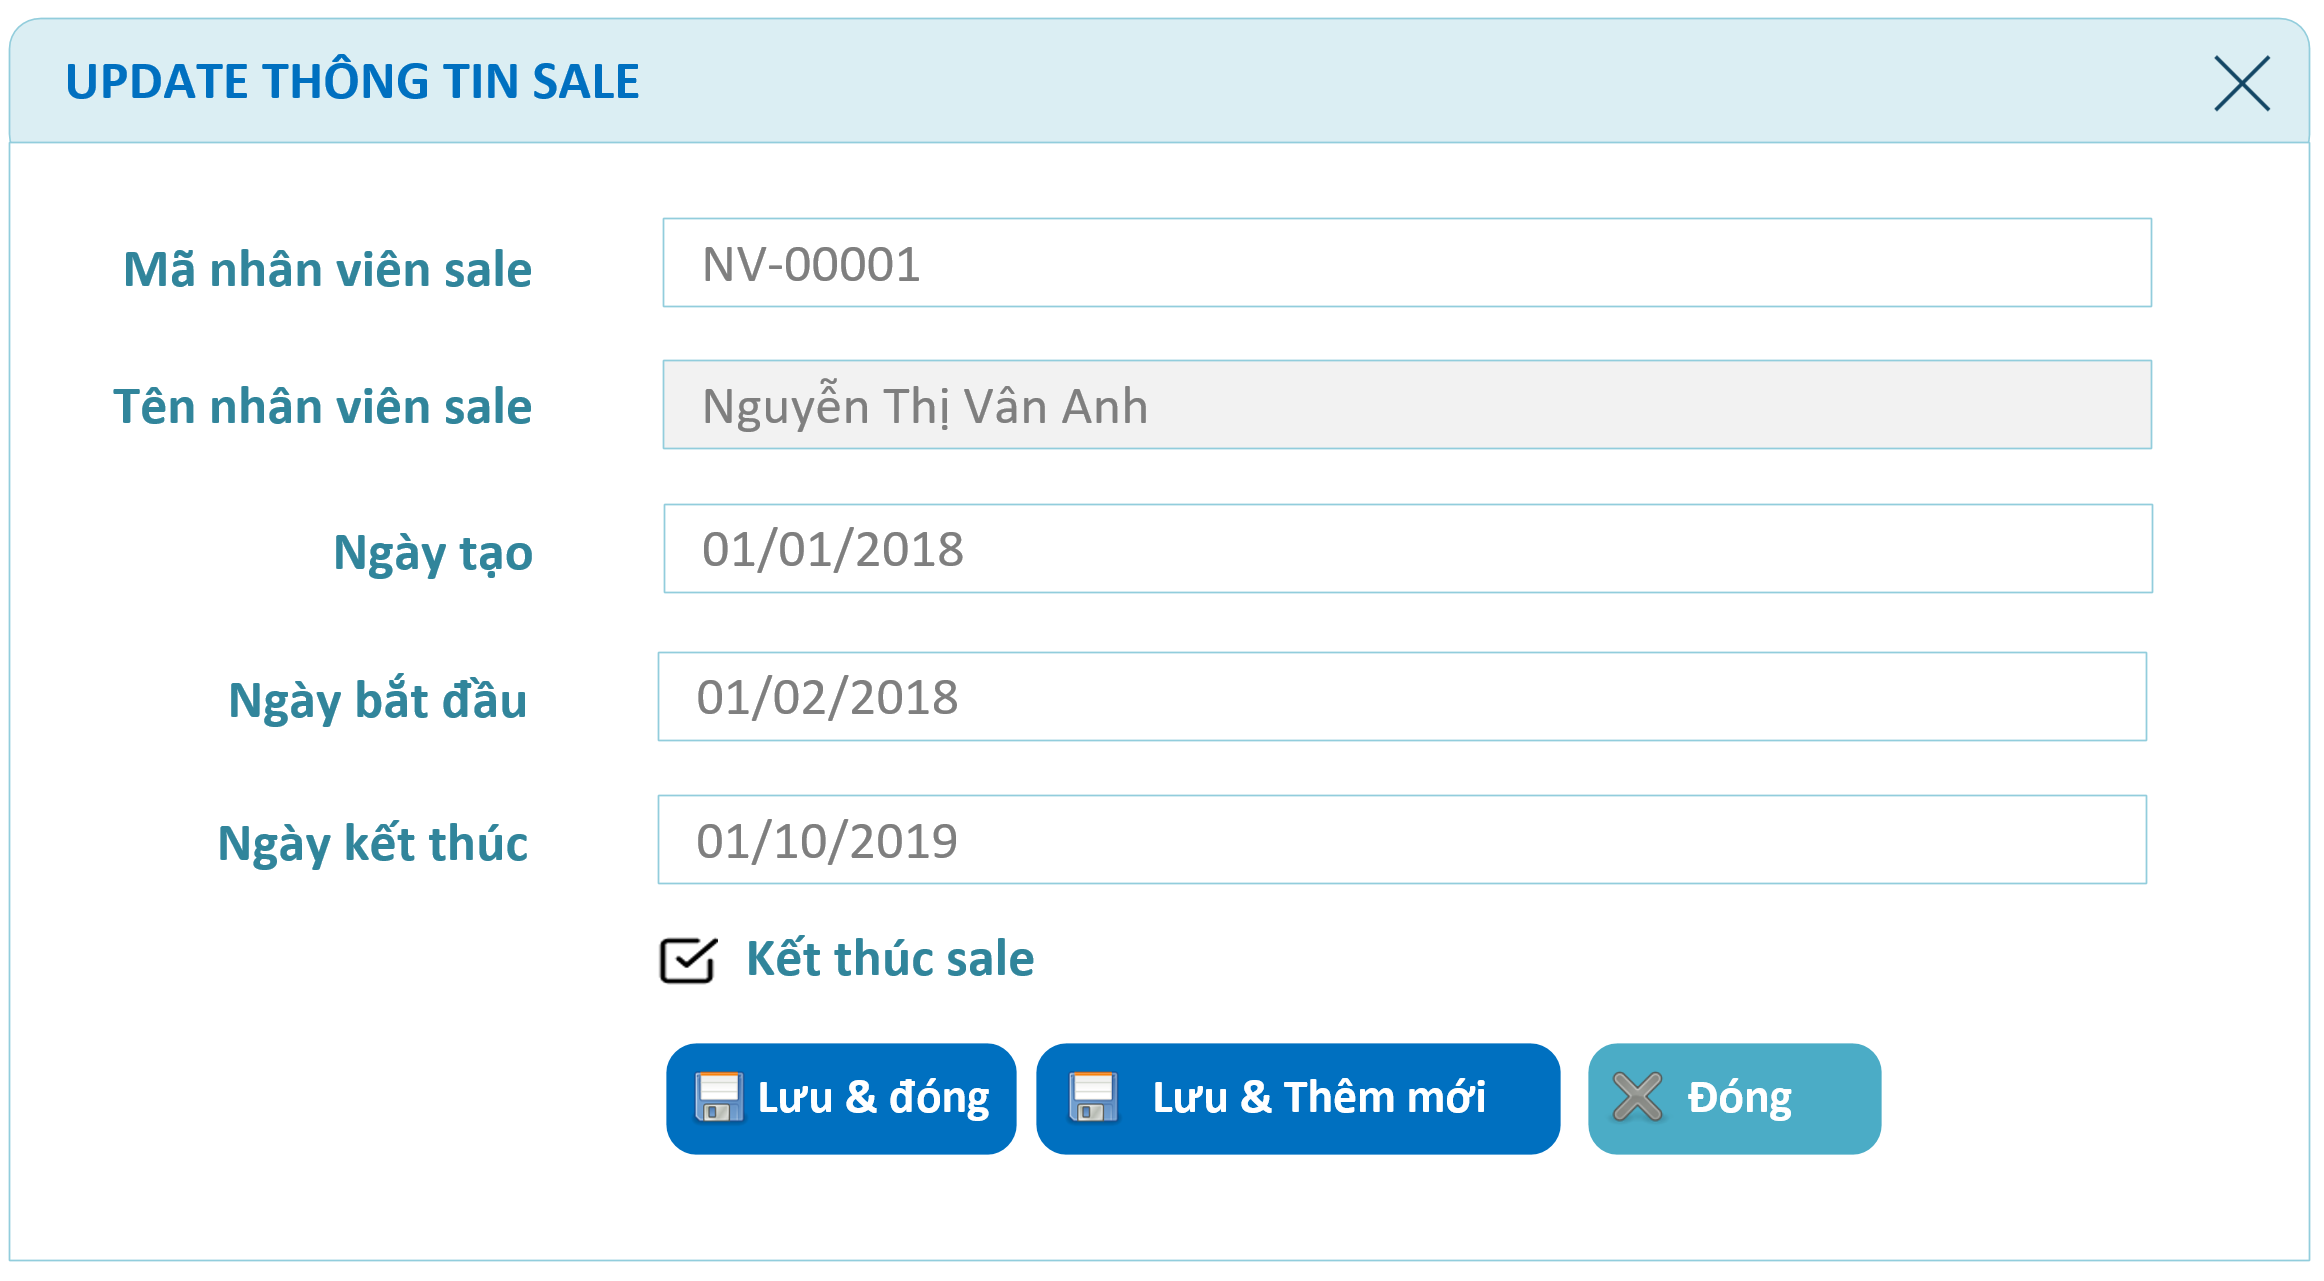 UPDATE THÔNG TIN SALE
Mã nhân viên sale NV-00001
Tên nhân viên sale Nguyễn Thị Vân Anh
Ngày tạo 01/01/2018
Ngày bắt đầu 01/02/2018
Ngày kết thúc 01/10/2019
Kết thúc sale
Lưu & đóng Lưu & Thêm mới Đóng